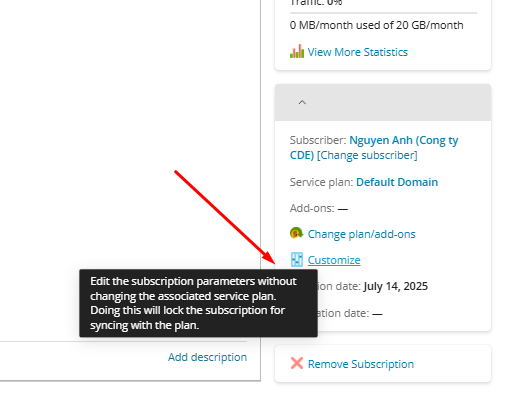 Traffic: 0%
0 MB/month used of 20 GB/month
View More Statistics
Subscriber: Nguyen Anh (Cong ty
CDE) [Change subscriber]
Service plan: Default Domain
Add-ons: —
Change plan/add-ons
Customize
Edit the subscription parameters without
changing the associated service plan.
Doing this will lock the subscription for
syncing with the plan.
ion date: July 14, 2025
ation date: —
Add description
Remove Subscription